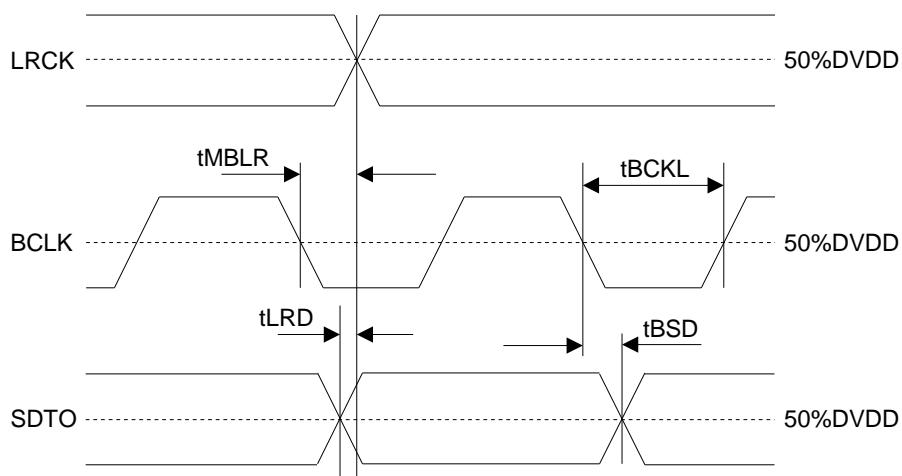 LRCK 50%DVDD
tMBLR tBCKL
BCLK 50%DVDD
tLRD tBSD
SDTO 50%DVDD